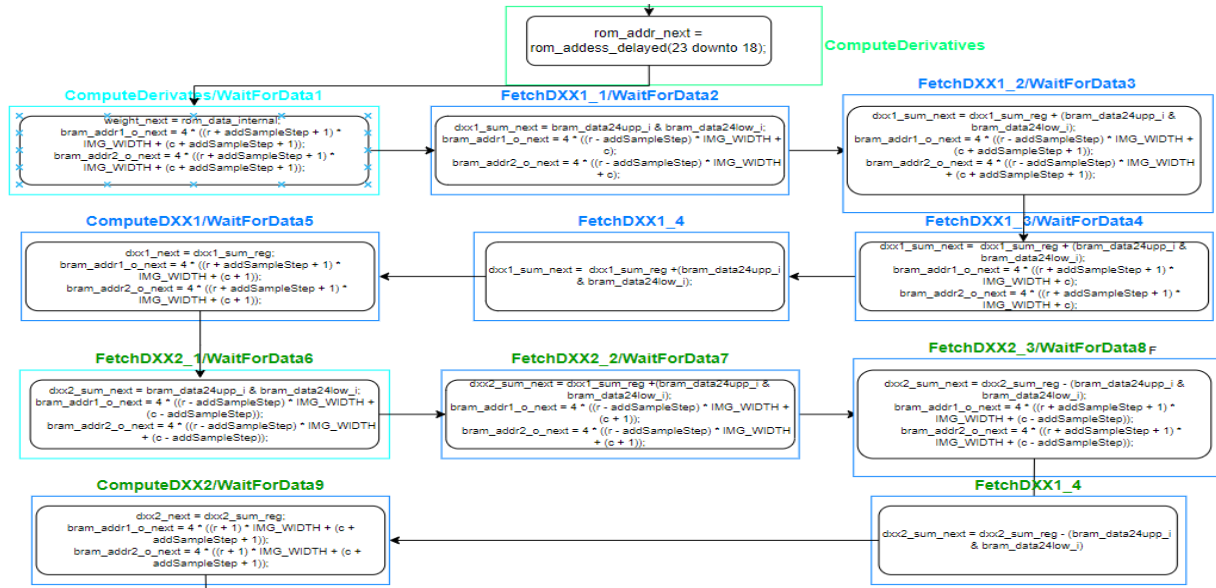 rom_addr_next =
rom_addess_delayed(23 downto 18);
ComputeDerivatives
ComputeDerivates/WaitForData1
weight_next = rom_data_internal;
bram_addr1_o_next = 4 * ((r + addSampleStep + 1) *
IMG_WIDTH + (c + addSampleStep + 1));
bram_addr2_o_next = 4 * ((r + addSampleStep + 1) *
IMG_WIDTH + (c + addSampleStep + 1));
FetchDXX1_1/WaitForData2
dxx1_sum_next = bram_data24upp_i & bram_data24low_i;
bram_addr1_o_next = 4 * ((r - addSampleStep) * IMG_WIDTH +
c);
bram_addr2_o_next = 4 * ((r - addSampleStep) * IMG_WIDTH
+ c);
FetchDXX1_2/WaitForData3
dxx1_sum_next = dxx1_sum_reg + (bram_data24upp_i &
bram_data24low_i);
bram_addr1_o_next = 4 * ((r - addSampleStep) * IMG_WIDTH +
(c + addSampleStep + 1));
bram_addr2_o_next = 4 * ((r - addSampleStep) * IMG_WIDTH
+ (c + addSampleStep + 1));
ComputeDXX1/WaitForData5
dxx1_next = dxx1_sum_reg;
bram_addr1_o_next = 4 * ((r + addSampleStep + 1) *
IMG_WIDTH + (c + 1));
bram_addr2_o_next = 4 * ((r + addSampleStep + 1) *
IMG_WIDTH + (c + 1));
FetchDXX1_4
dxx1_sum_next = dxx1_sum_reg +(bram_data24upp_i
& bram_data24low_i);
FetchDXX1_3/WaitForData4
dxx1_sum_next = dxx1_sum_reg + (bram_data24upp_i &
bram_data24low_i);
bram_addr1_o_next = 4 * ((r + addSampleStep + 1) *
IMG_WIDTH + c);
bram_addr2_o_next = 4 * ((r + addSampleStep + 1) *
IMG_WIDTH + c);
FetchDXX2_1/WaitForData6
dxx2_sum_next = bram_data24upp_i & bram_data24low_i;
bram_addr1_o_next = 4 * ((r - addSampleStep) * IMG_WIDTH +
(c - addSampleStep));
bram_addr2_o_next = 4 * ((r - addSampleStep) * IMG_WIDTH
+ (c - addSampleStep));
FetchDXX2_2/WaitForData7
dxx2_sum_next = dxx1_sum_reg +(bram_data24upp_i &
bram_data24low_i);
bram_addr1_o_next = 4 * ((r - addSampleStep) * IMG_WIDTH +
(c + 1));
bram_addr2_o_next = 4 * ((r - addSampleStep) * IMG_WIDTH
+ (c + 1));
FetchDXX2_3/WaitForData8 F
dxx2_sum_next = dxx2_sum_reg - (bram_data24upp_i &
bram_data24low_i);
bram_addr1_o_next = 4 * ((r + addSampleStep + 1) *
IMG_WIDTH + (c - addSampleStep));
bram_addr2_o_next = 4 * ((r + addSampleStep + 1) *
IMG_WIDTH + (c - addSampleStep));
ComputeDXX2/WaitForData9
dxx2_next = dxx2_sum_reg;
bram_addr1_o_next = 4 * ((r + 1) * IMG_WIDTH + (c +
addSampleStep + 1));
bram_addr2_o_next = 4 * ((r + 1) * IMG_WIDTH + (c +
addSampleStep + 1));
FetchDXX1_4
dxx2_sum_next = dxx2_sum_reg - (bram_data24upp_i
& bram_data24low_i)